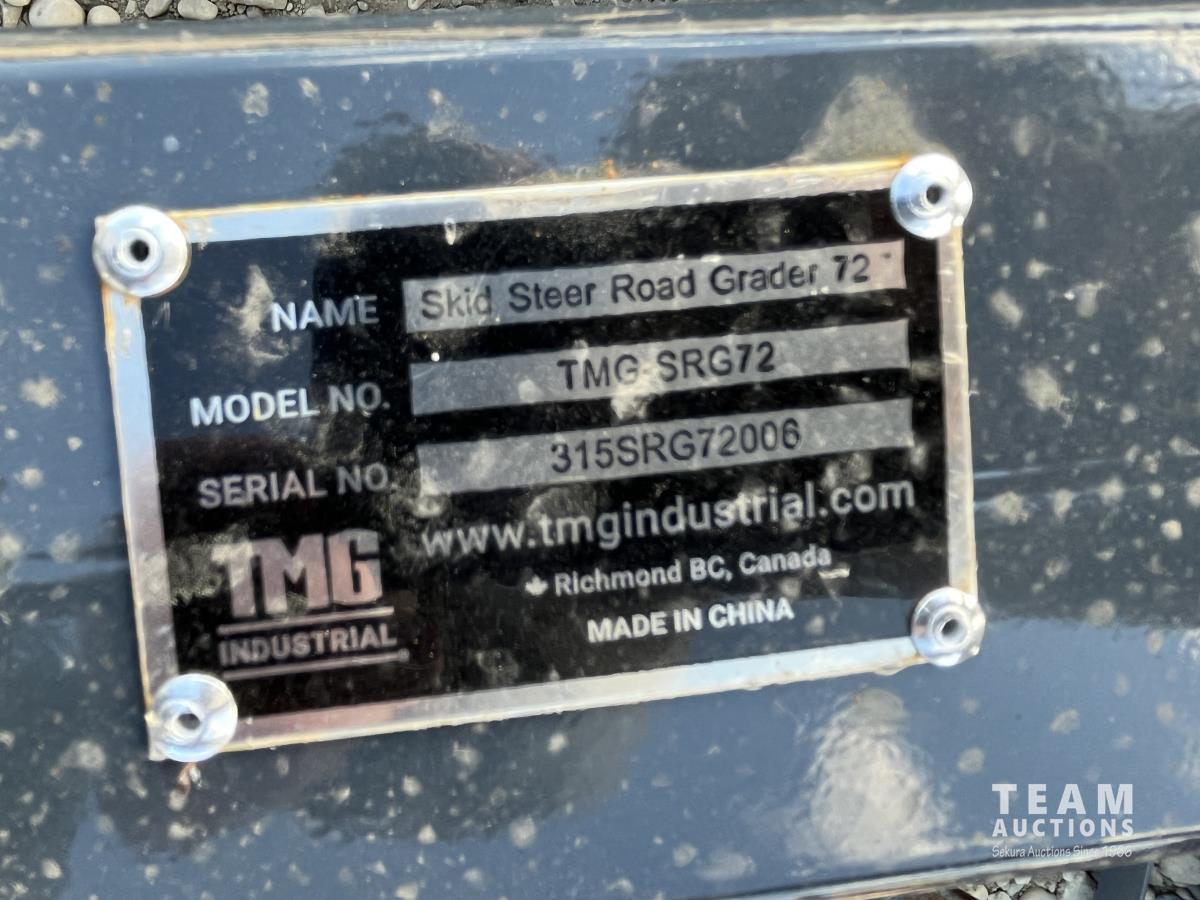 NAME Skid Steer Road Grader 72"
MODEL NO. TMG-SRG72
SERIAL NO. 315SRG72006
TMG
INDUSTRIAL
www.tmgindustrial.com
Richmond BC, Canada
MADE IN CHINA
TEAM
AUCTIONS
Sekura Auctions Since 1966